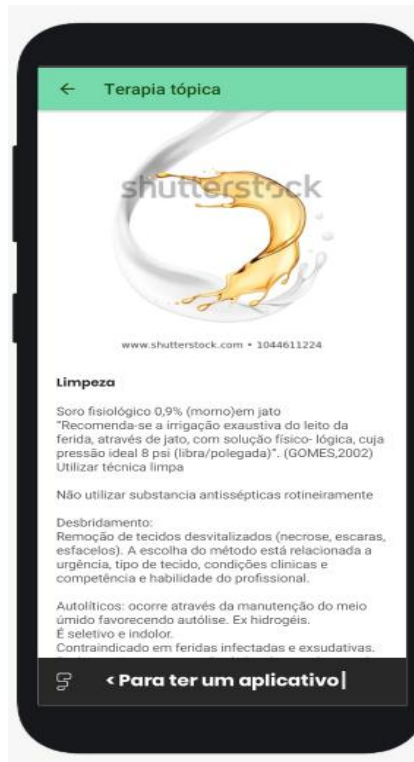 ← Terapia tópica
shutterstock
www.shutterstock.com • 1044611224
Limpeza
Soro fisiológico 0,9% (morno)em jato
"Recomenda-se a irrigação exaustiva do leito da
ferida, através de jato, com solução físico- lógica, cuja
pressão ideal 8 psi (libra/polegada)". (GOMES,2002)
Utilizar técnica limpa
Não utilizar substancia antissépticas rotineiramente
Desbridamento:
Remoção de tecidos desvitalizados (necrose, escaras,
esfacelos). A escolha do método está relacionada a
urgência, tipo de tecido, condições clinicas e
competência e habilidade do profissional.
Autolíticos: ocorre através da manutenção do meio
úmido favorecendo autólise. Ex hidrogéis.
É seletivo e indolor.
Contraindicado em feridas infectadas e exsudativas.
< Para ter um aplicativo|